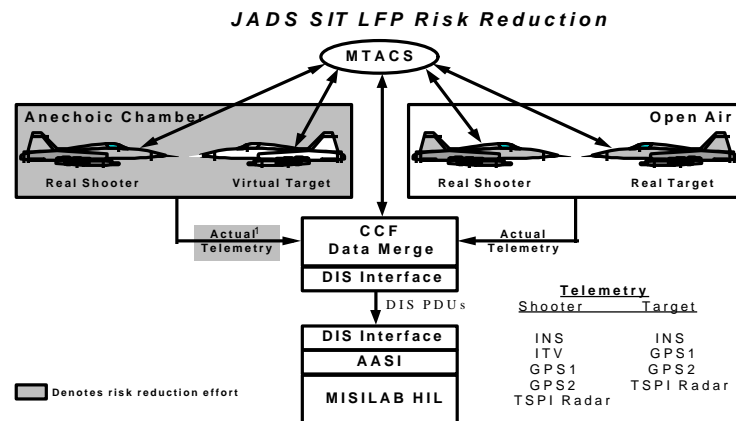 JADS SIT LFP Risk Reduction
MTACS
Anechoic Chamber
Open Air
Real Shooter
Virtual Target
Real Shooter
Real Target
Actual¹
Telemetry
CCF
Data Merge
DIS Interface
Actual
Telemetry
DIS PDUs
DIS Interface
AASI
MISILAB HIL
Telemetry
Shooter Target
INS INS
ITV GPS1
GPS1 GPS2
GPS2 TSPI Radar
TSPI Radar
Denotes risk reduction effort